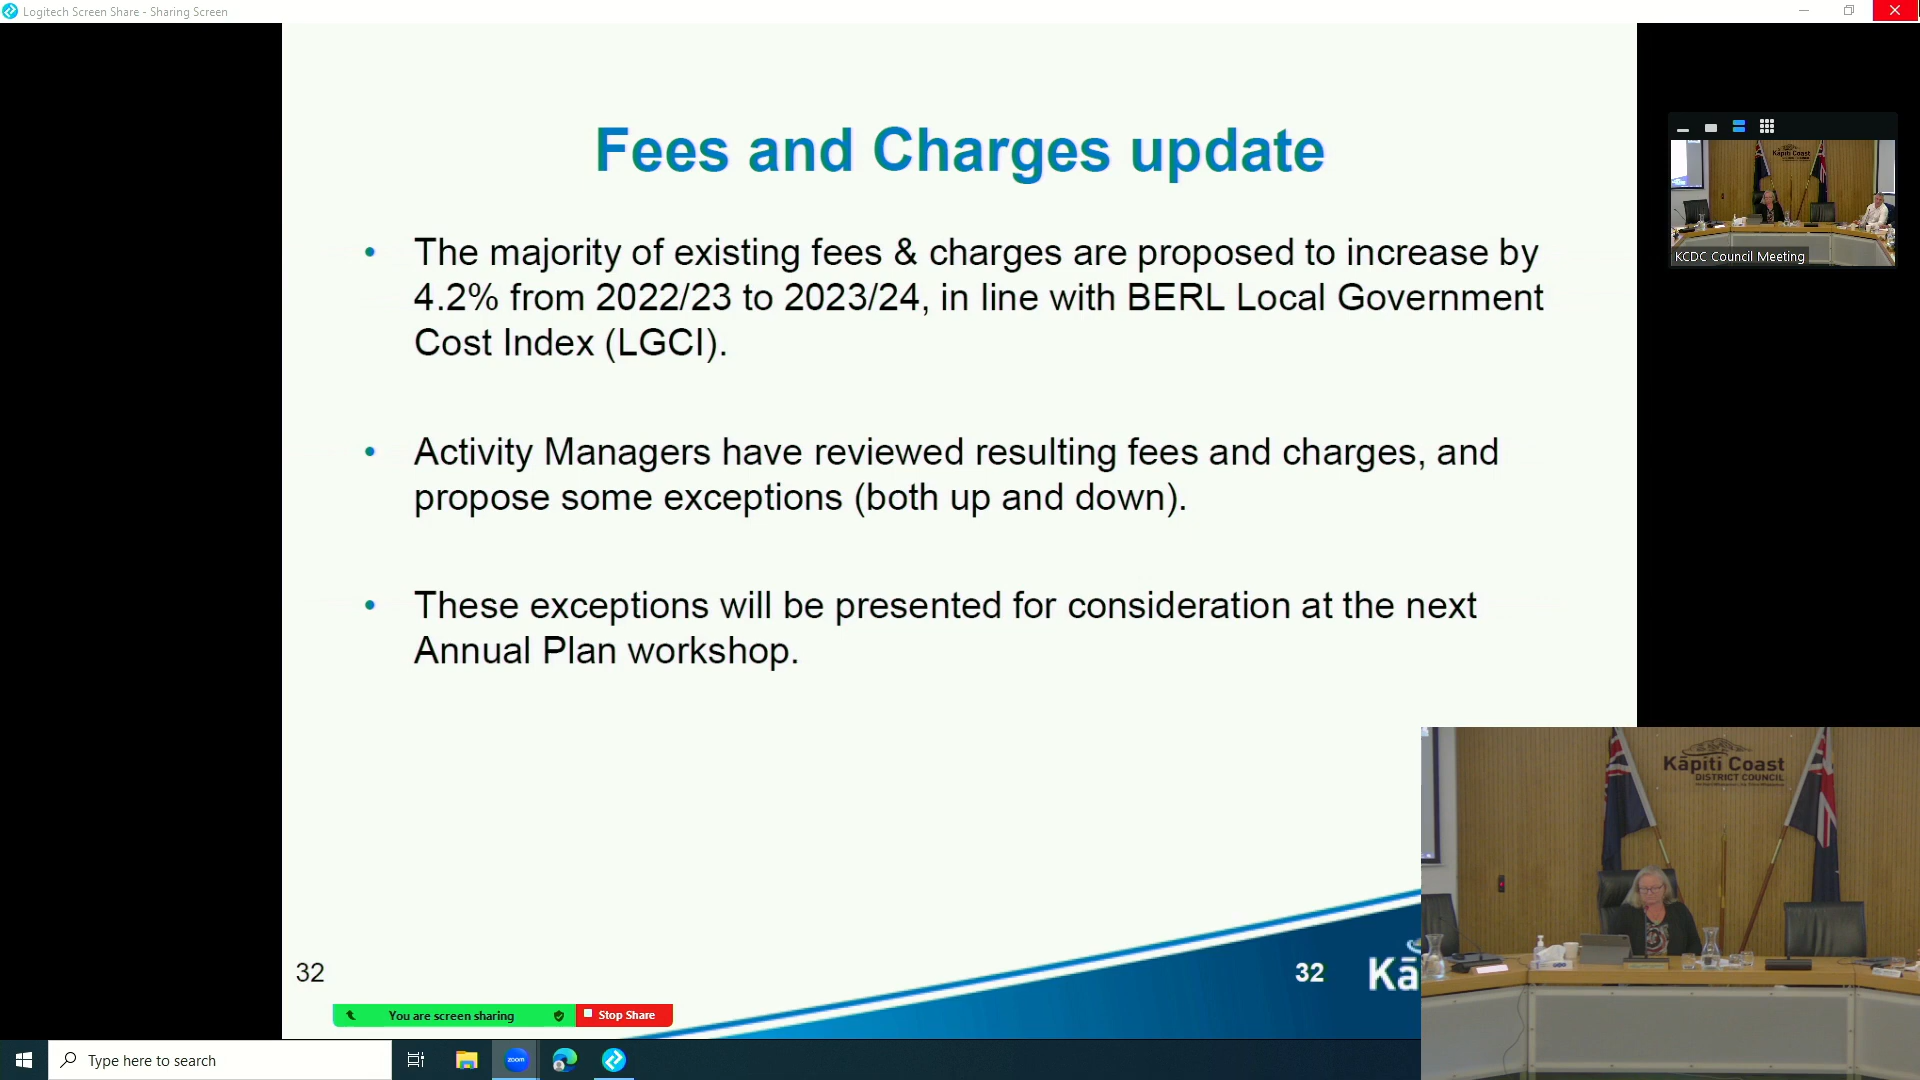 Logitech Screen Share - Sharing Screen
Fees and Charges update
• The majority of existing fees & charges are proposed to increase by
4.2% from 2022/23 to 2023/24, in line with BERL Local Government
Cost Index (LGCI).
• Activity Managers have reviewed resulting fees and charges, and
propose some exceptions (both up and down).
• These exceptions will be presented for consideration at the next
Annual Plan workshop.
Kāpiti Coast
KCDC Council Meeting
Kāpiti Coast
DISTRICT COUNCIL
32
32
Kā
You are screen sharing
Stop Share
Type here to search
zoom